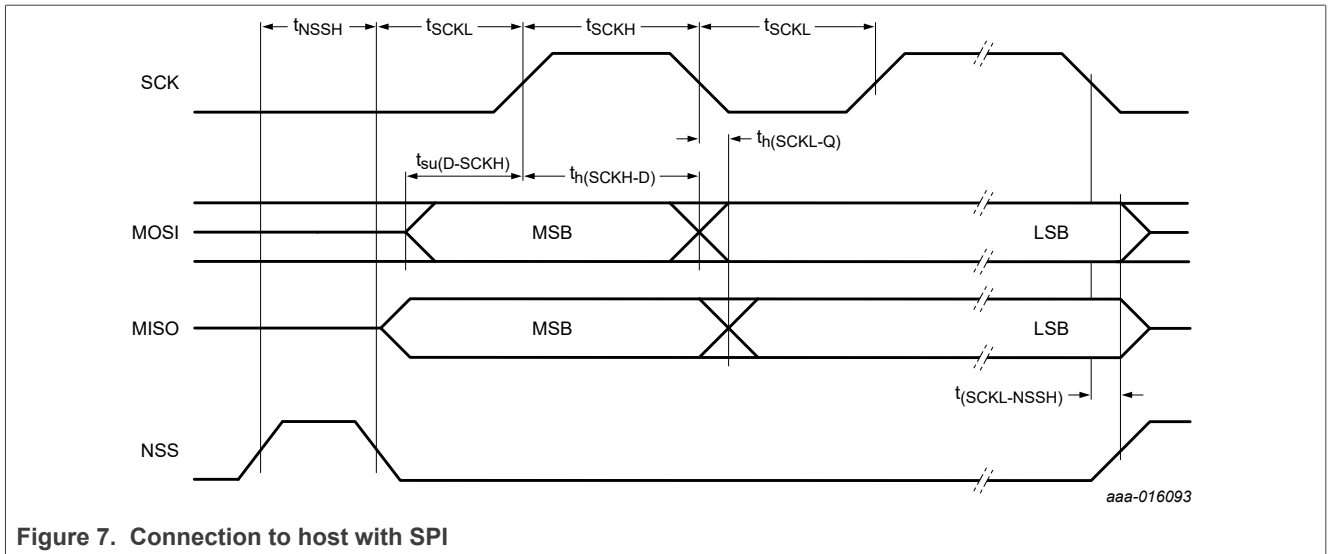 tNSSH tSCKL tSCKH tSCKL
SCK
th(SCKL-Q)
tsu(D-SCKH)
th(SCKH-D)
MOSI MSB LSB
MISO MSB LSB
t(SCKL-NSSH)
NSS
aaa-016093
Figure 7. Connection to host with SPI